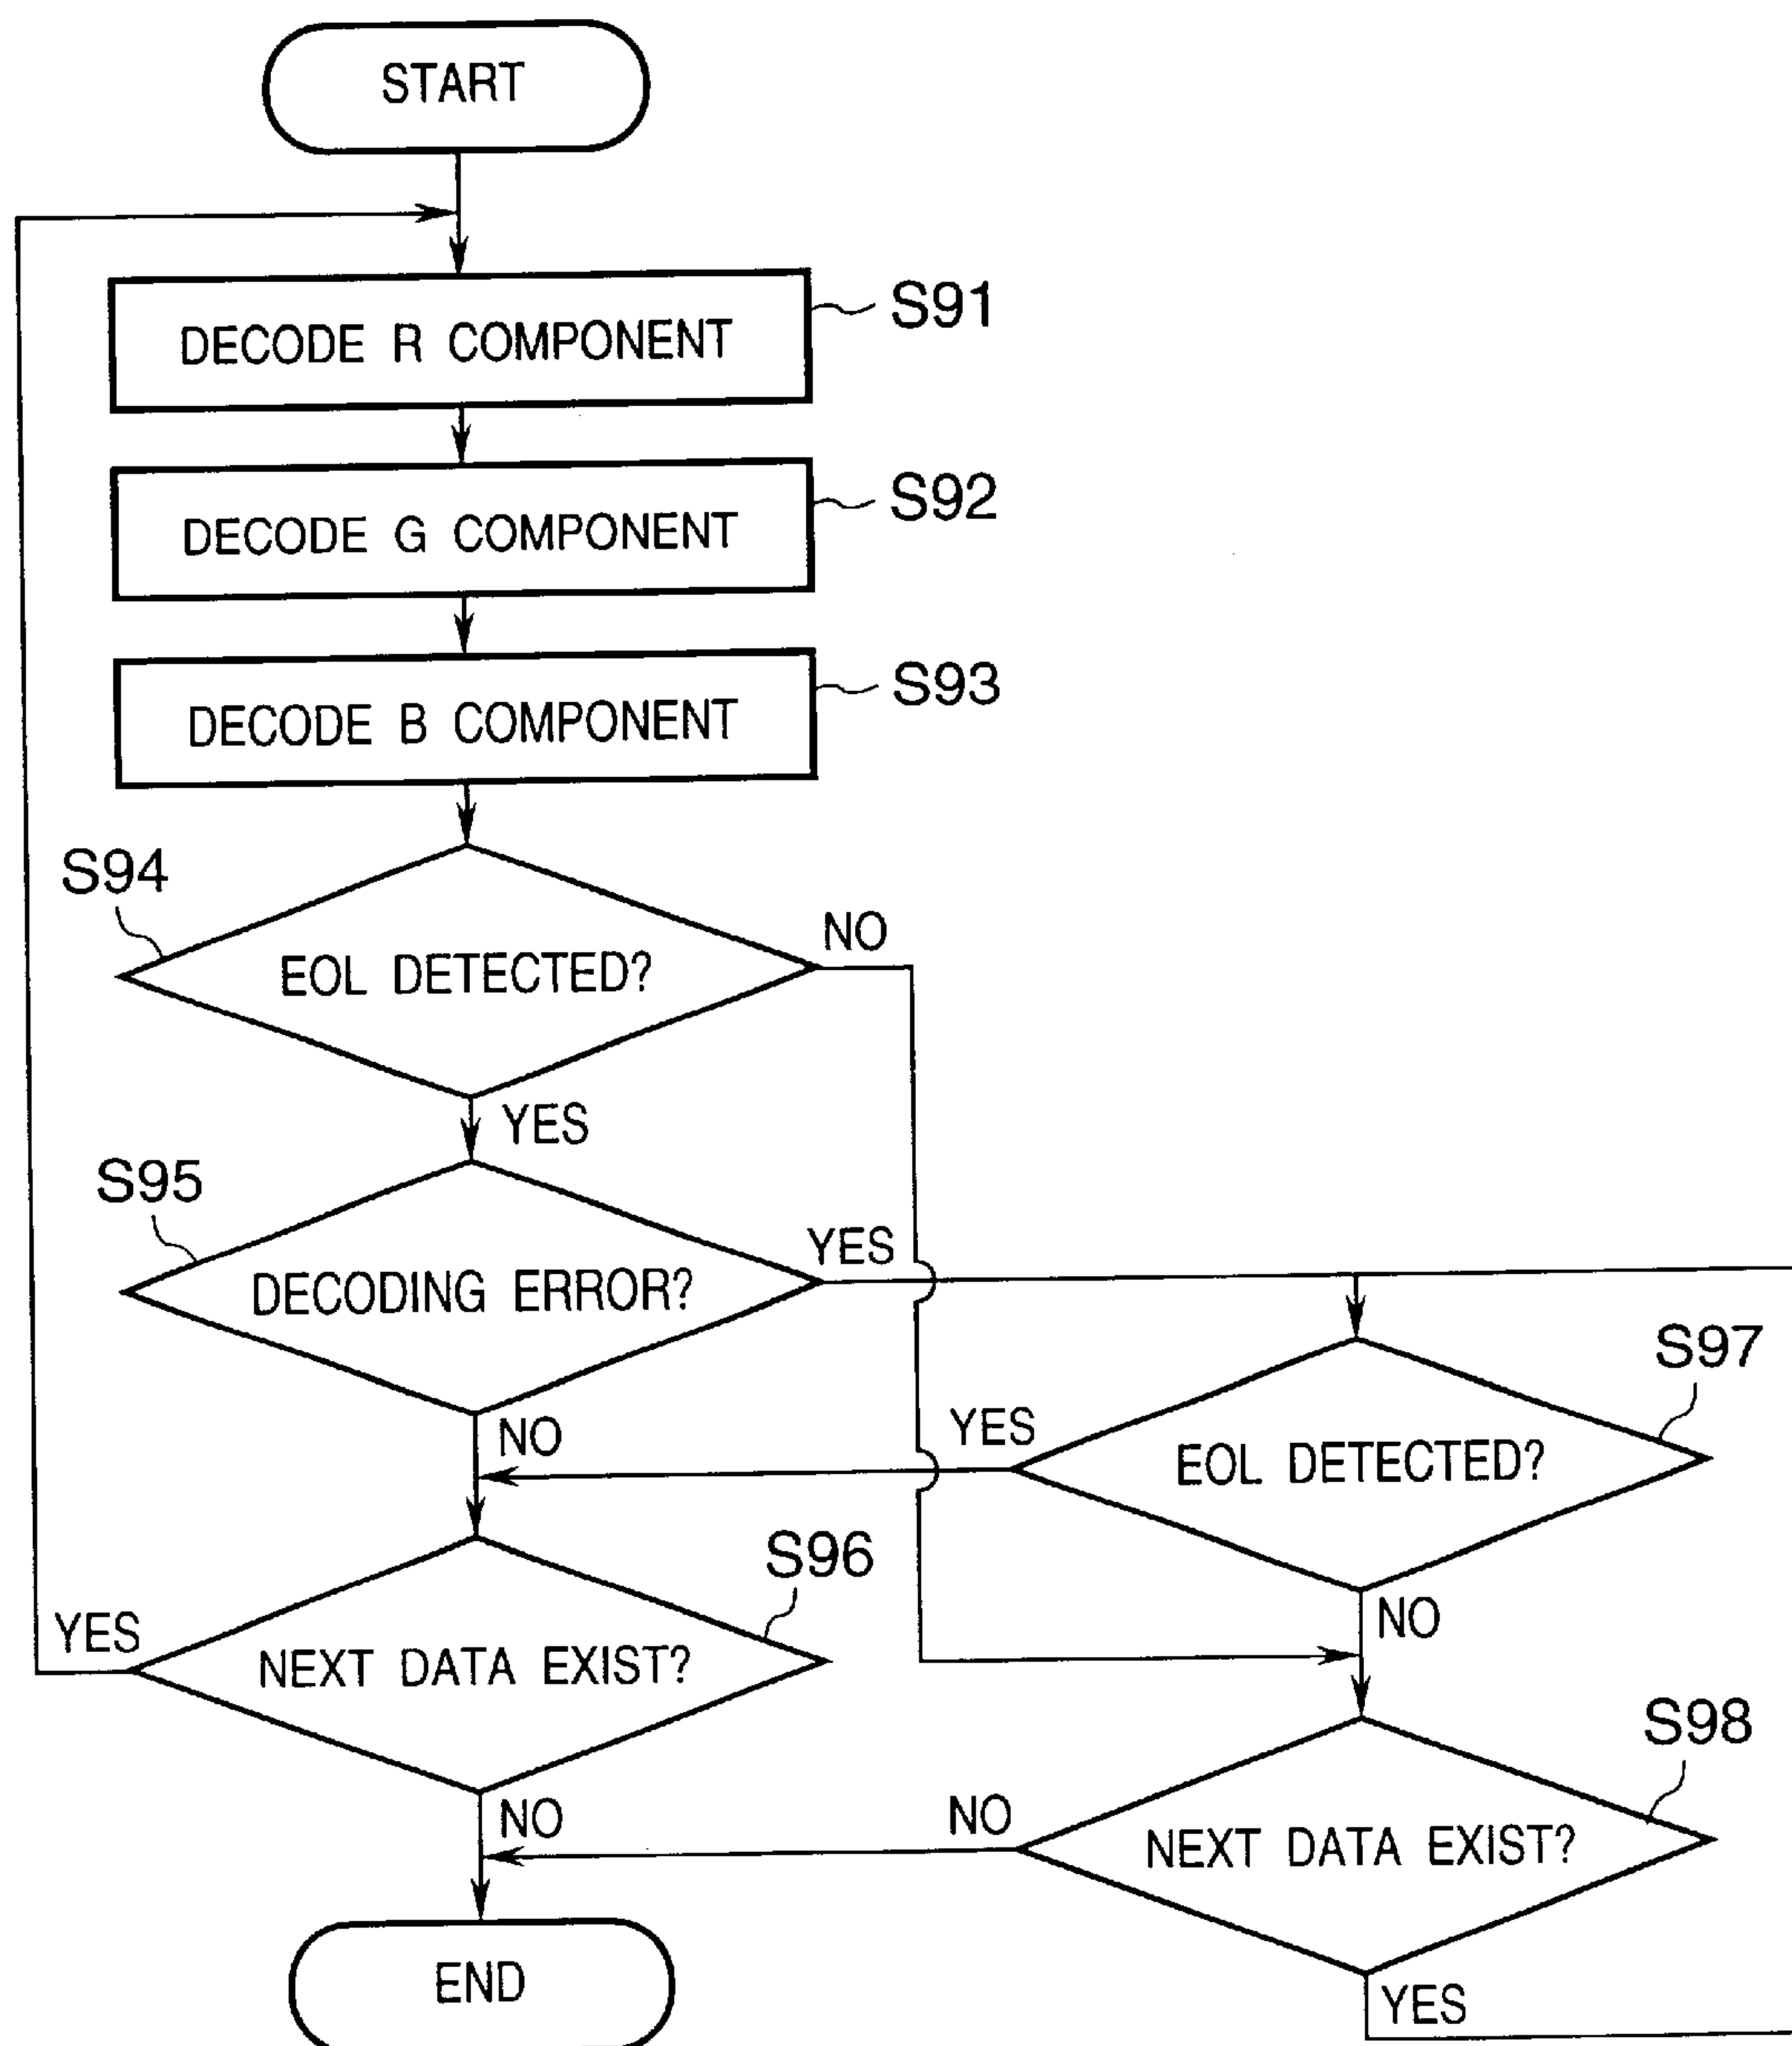 START
DECODE R COMPONENT
S91
DECODE G COMPONENT
S92
DECODE B COMPONENT
S93
S94
EOL DETECTED?
NO
YES
S95
DECODING ERROR?
YES
NO
S97
EOL DETECTED?
YES
NO
S96
NEXT DATA EXIST?
YES
NO
S98
NEXT DATA EXIST?
NO
YES
END